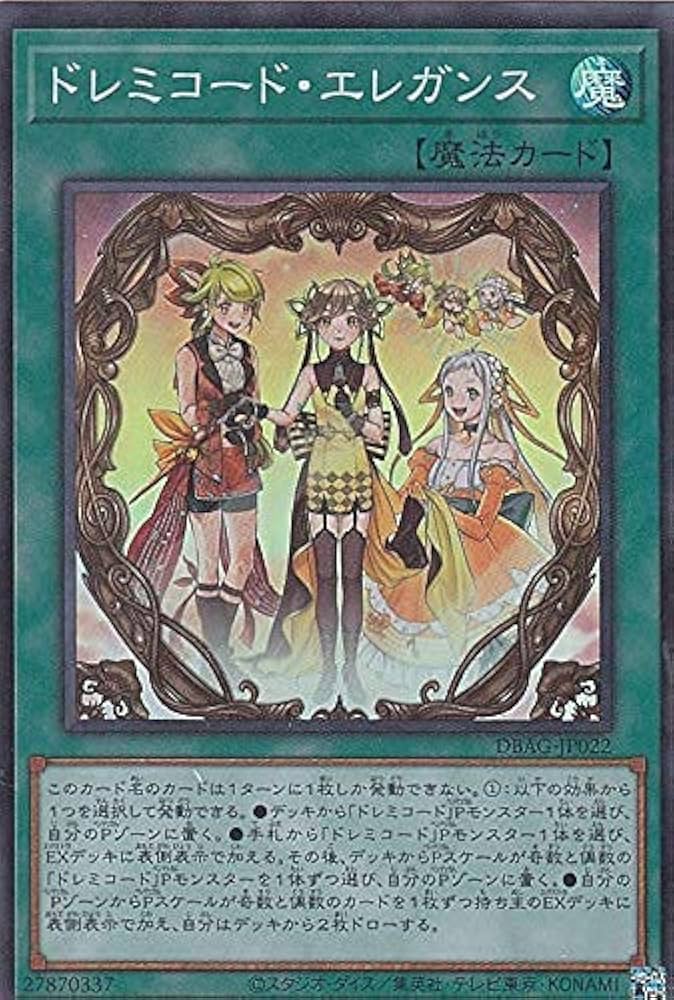 ドレミコード・エレガンス 魔
【魔法カード】
DBAG-JP022
このカード名のカードは1ターンに1枚しか発動できない。①：以下の効果から
1つを選択して発動できる。●デッキから「ドレミコード」Pモンスター1体を選び、
自分のPゾーンに置く。●手札から「ドレミコード」Pモンスター1体を選び、
EXデッキに表側表示で加える。その後、デッキからPスケールが奇数と偶数の
「ドレミコード」Pモンスターを1体ずつ選び、自分のPゾーンに置く。●自分の
PゾーンからPスケールが奇数と偶数のカードを1枚ずつ持ち主のEXデッキに
表側表示で加え、自分はデッキから2枚ドローする。
27870337 ©スタジオ・ダイス／集英社・テレビ東京・KONAMI